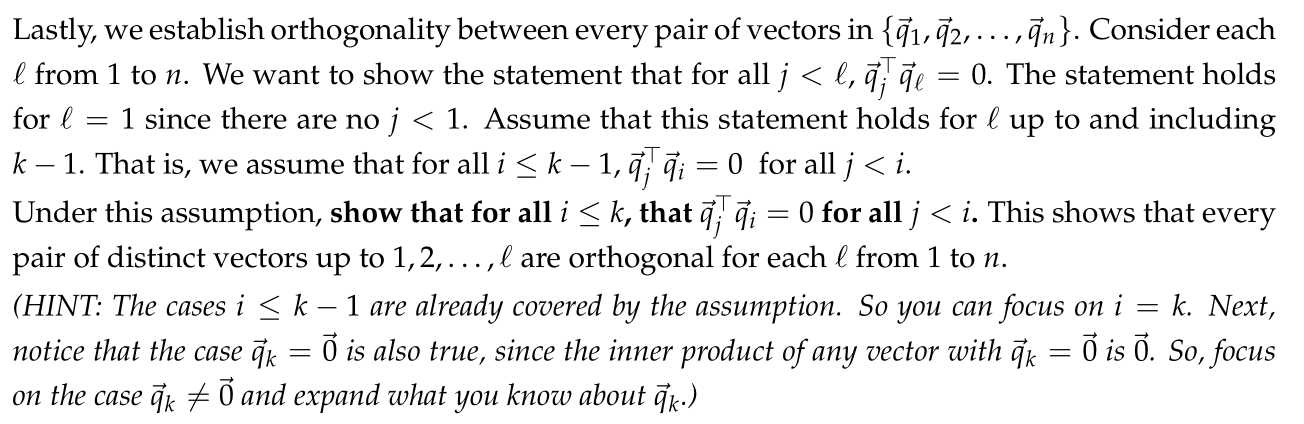 Lastly, we establish orthogonality between every pair of vectors in {q⃗₁, q⃗₂, . . . , q⃗ₙ}. Consider each
ℓ from 1 to n. We want to show the statement that for all j < ℓ, q⃗ⱼ⊤q⃗ℓ = 0. The statement holds
for ℓ = 1 since there are no j < 1. Assume that this statement holds for ℓ up to and including
k − 1. That is, we assume that for all i ≤ k − 1, q⃗ⱼ⊤q⃗ᵢ = 0 for all j < i.
Under this assumption, show that for all i ≤ k, that q⃗ⱼ⊤q⃗ᵢ = 0 for all j < i. This shows that every
pair of distinct vectors up to 1, 2, . . . , ℓ are orthogonal for each ℓ from 1 to n.
(HINT: The cases i ≤ k − 1 are already covered by the assumption. So you can focus on i = k. Next,
notice that the case q⃗ₖ = 0⃗ is also true, since the inner product of any vector with q⃗ₖ = 0⃗ is 0⃗. So, focus
on the case q⃗ₖ ≠ 0⃗ and expand what you know about q⃗ₖ.)